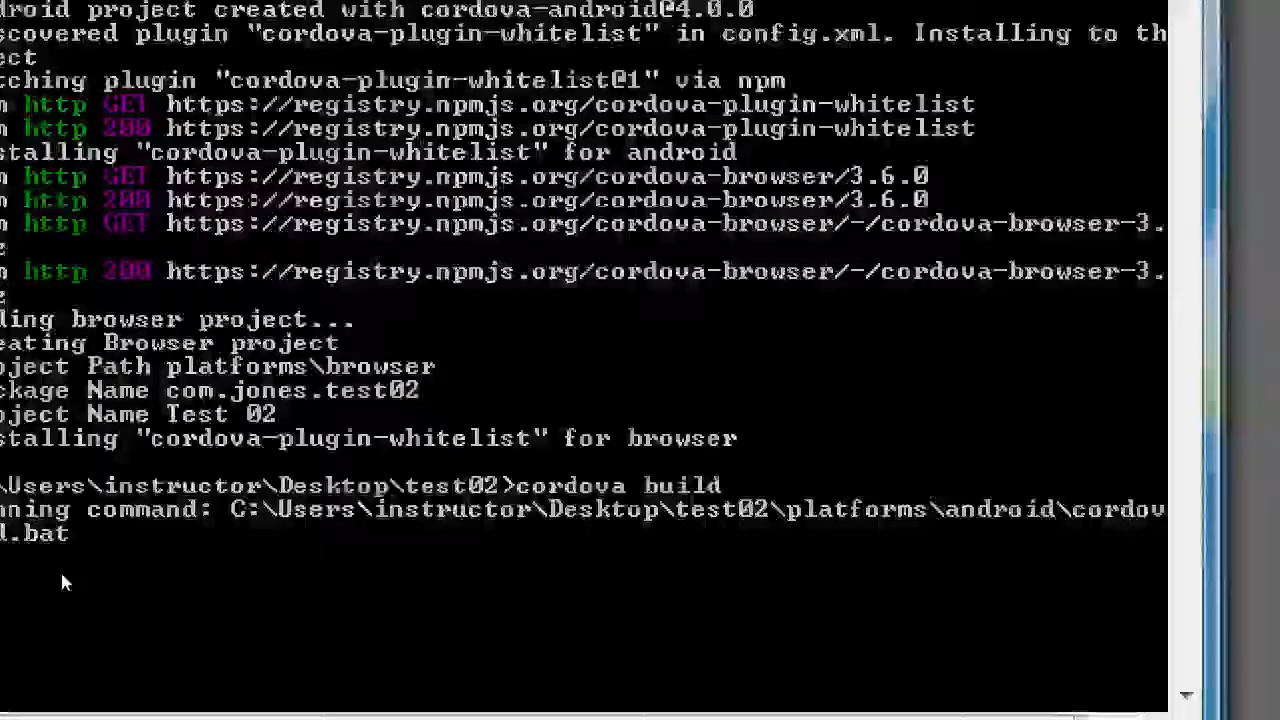 droid project created with cordova-android@4.0.0
scovered plugin "cordova-plugin-whitelist" in config.xml. Installing to th
ect
tching plugin "cordova-plugin-whitelist@1" via npm
m http GET https://registry.npmjs.org/cordova-plugin-whitelist
m http 200 https://registry.npmjs.org/cordova-plugin-whitelist
stalling "cordova-plugin-whitelist" for android
m http GET https://registry.npmjs.org/cordova-browser/3.6.0
m http 200 https://registry.npmjs.org/cordova-browser/3.6.0
m http GET https://registry.npmjs.org/cordova-browser/-/cordova-browser-3.
z
m http 200 https://registry.npmjs.org/cordova-browser/-/cordova-browser-3.
z
ding browser project...
eating Browser project
oject Path platforms\browser
ckage Name com.jones.test02
oject Name Test 02
stalling "cordova-plugin-whitelist" for browser
\Users\instructor\Desktop\test02>cordova build
nning command: C:\Users\instructor\Desktop\test02\platforms\android\cordov
d.bat